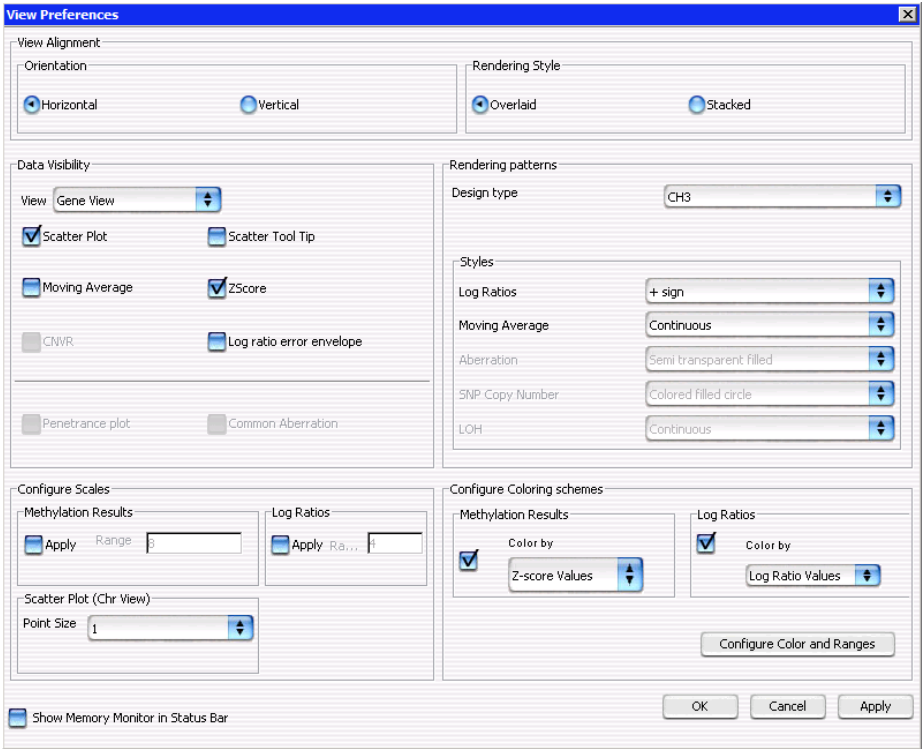 View Preferences
View Alignment
Orientation
Horizontal Vertical
Rendering Style
Overlaid Stacked
Data Visibility
View Gene View
Scatter Plot Scatter Tool Tip
Moving Average ZScore
CNVR Log ratio error envelope
Penetrance plot Common Aberration
Rendering patterns
Design type CH3
Styles
Log Ratios + sign
Moving Average Continuous
Aberration Semi transparent filled
SNP Copy Number Colored filled circle
LOH Continuous
Configure Scales
Methylation Results
Apply Range 8
Log Ratios
Apply Ra... 4
Scatter Plot (Chr View)
Point Size 1
Configure Coloring schemes
Methylation Results
Color by
Z-score Values
Log Ratios
Color by
Log Ratio Values
Configure Color and Ranges
Show Memory Monitor in Status Bar
OK Cancel Apply